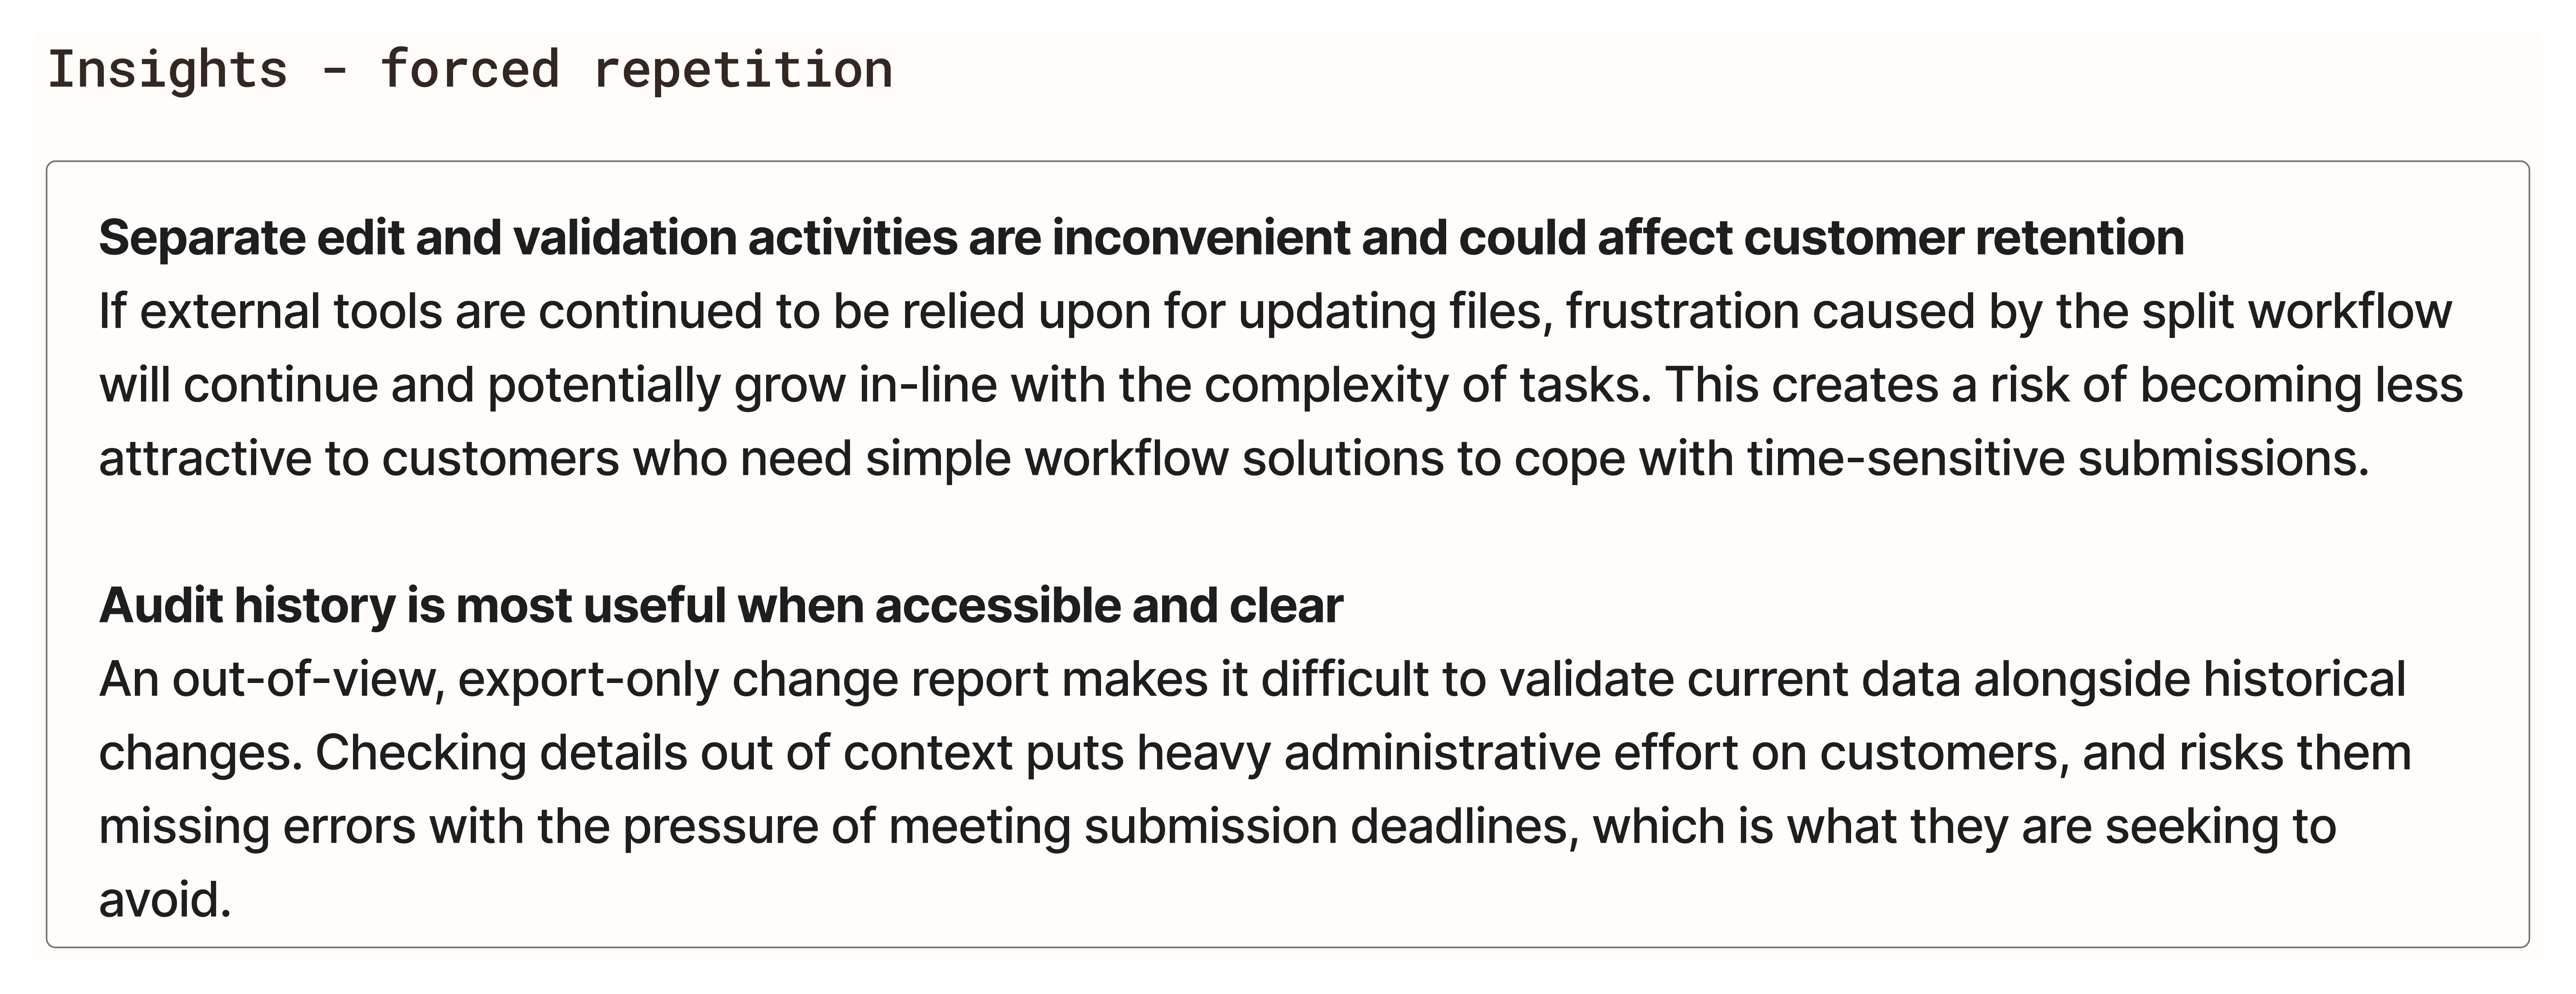 Insights - forced repetition
Separate edit and validation activities are inconvenient and could affect customer retention
If external tools are continued to be relied upon for updating files, frustration caused by the split workflow
will continue and potentially grow in-line with the complexity of tasks. This creates a risk of becoming less
attractive to customers who need simple workflow solutions to cope with time-sensitive submissions.
Audit history is most useful when accessible and clear
An out-of-view, export-only change report makes it difficult to validate current data alongside historical
changes. Checking details out of context puts heavy administrative effort on customers, and risks them
missing errors with the pressure of meeting submission deadlines, which is what they are seeking to
avoid.